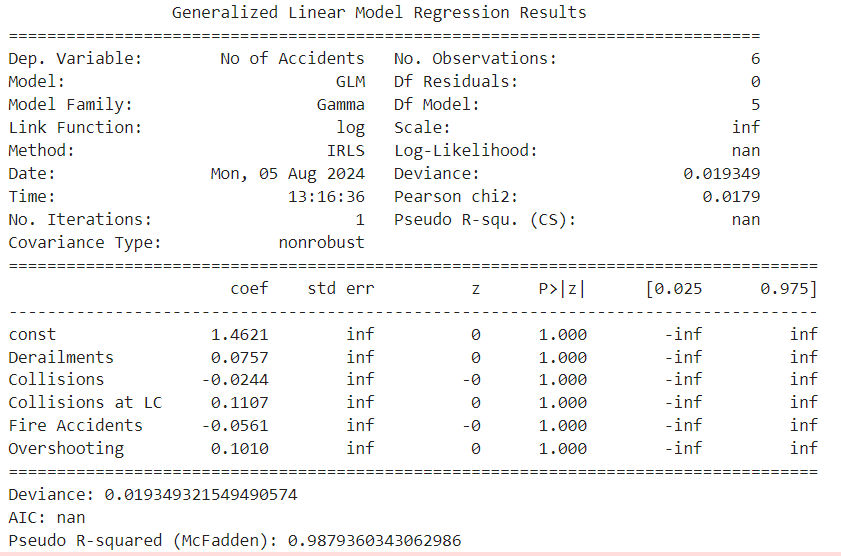 Generalized Linear Model Regression Results
==============================================================================
Dep. Variable: No of Accidents No. Observations: 6
Model: GLM Df Residuals: 0
Model Family: Gamma Df Model: 5
Link Function: log Scale: inf
Method: IRLS Log-Likelihood: nan
Date: Mon, 05 Aug 2024 Deviance: 0.019349
Time: 13:16:36 Pearson chi2: 0.0179
No. Iterations: 1 Pseudo R-squ. (CS): nan
Covariance Type: nonrobust
====================================================================================
coef std err z P>|z| [0.025 0.975]
------------------------------------------------------------------------------------
const 1.4621 inf 0 1.000 -inf inf
Derailments 0.0757 inf 0 1.000 -inf inf
Collisions -0.0244 inf -0 1.000 -inf inf
Collisions at LC 0.1107 inf 0 1.000 -inf inf
Fire Accidents -0.0561 inf -0 1.000 -inf inf
Overshooting 0.1010 inf 0 1.000 -inf inf
====================================================================================
Deviance: 0.019349321549490574
AIC: nan
Pseudo R-squared (McFadden): 0.9879360343062986